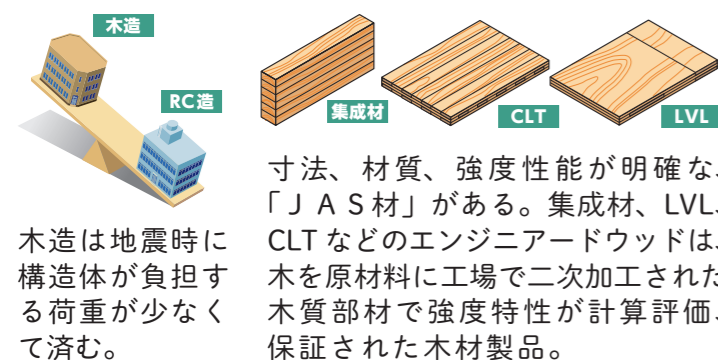 木造
RC造
木造は地震時に
構造体が負担す
る荷重が少なく
て済む。
集成材
CLT
LVL
寸法、材質、強度性能が明確な、
「JAS材」がある。集成材、LVL、
CLTなどのエンジニアードウッドは、
木を原材料に工場で二次加工された
木質部材で強度特性が計算評価、
保証された木材製品。